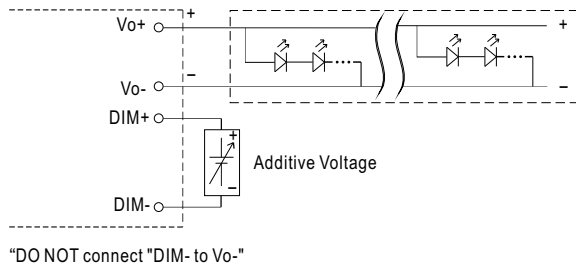 Vo+
+
+
–
Vo-
–
DIM+
+
Additive Voltage
–
DIM-
“DO NOT connect "DIM- to Vo-"